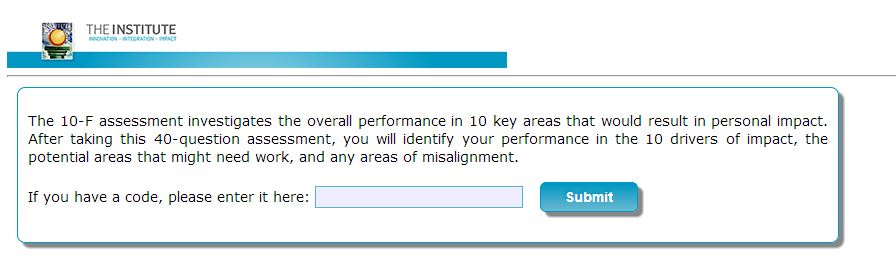 THE INSTITUTE
INNOVATION - INTEGRATION - IMPACT
The 10-F assessment investigates the overall performance in 10 key areas that would result in personal impact.
After taking this 40-question assessment, you will identify your performance in the 10 drivers of impact, the
potential areas that might need work, and any areas of misalignment.
If you have a code, please enter it here:
Submit